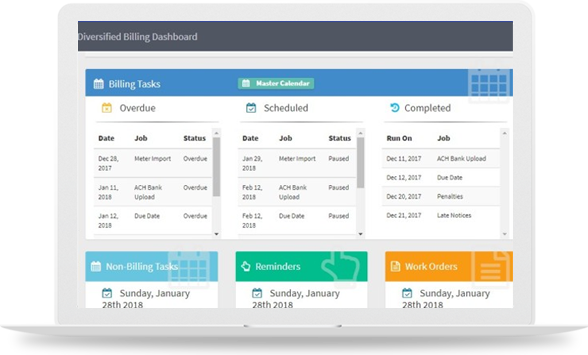 Diversified Billing Dashboard
Billing Tasks
Master Calendar
Overdue
Scheduled
Completed
Date Job Status
Dec 28, 2017 Meter Import Overdue
Jan 11, 2018 ACH Bank Upload Overdue
Jan 12, 2018 Due Date Overdue
Date Job Status
Jan 29, 2018 Meter Import Paused
Feb 12, 2018 ACH Bank Upload Paused
Feb 12, 2018 Due Date Paused
Run On Job
Dec 11, 2017 ACH Bank Upload
Dec 12, 2017 Due Date
Dec 20, 2017 Penalties
Dec 21, 2017 Late Notices
Non-Billing Tasks
Sunday, January
28th 2018
Reminders
Sunday, January
28th 2018
Work Orders
Sunday, January
28th 2018